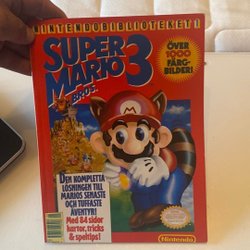 NINTENDOBIBLIOTEKET 1
SUPER
MARIO 3
BROS.
ÖVER
1000
FÄRG-
BILDER!
DEN KOMPLETTA
LÖSNINGEN TILL
MARIOS SENASTE
OCH TUFFASTE
ÄVENTYR!
MED 84 SIDOR
KARTOR, TRICKS
& SPELTIPS!
Nintendo